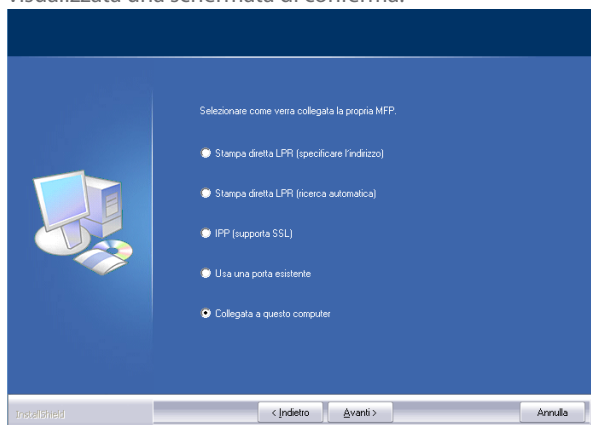 visualizzata una schermata di conferma.
Selezionare come verra collegata la propria MFP.
Stampa diretta LPR (specificare l'indirizzo)
Stampa diretta LPR (ricerca automatica)
IPP (supporta SSL)
Usa una porta esistente
Collegata a questo computer
InstallShield
< Indietro
Avanti >
Annulla